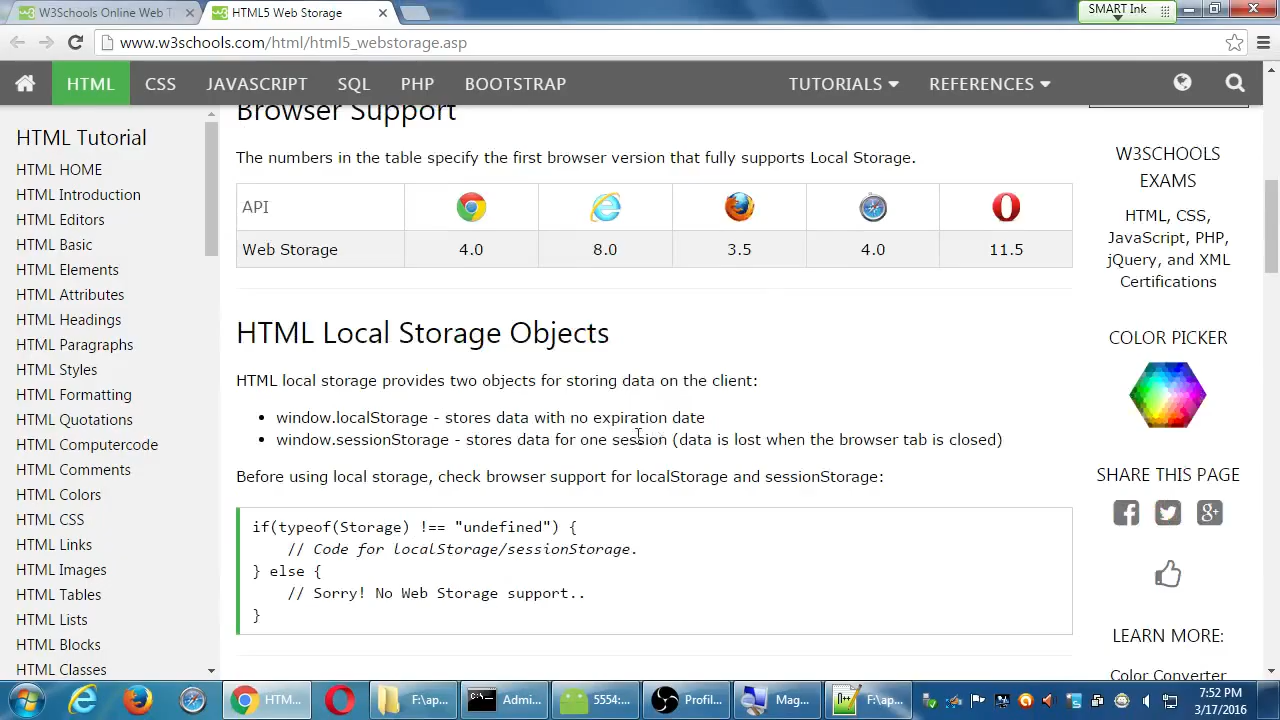 W3Schools Online Web T
HTML5 Web Storage
SMART Ink
www.w3schools.com/html/html5_webstorage.asp
HTML
CSS
JAVASCRIPT
SQL
PHP
BOOTSTRAP
TUTORIALS
REFERENCES
HTML Tutorial
HTML HOME
HTML Introduction
HTML Editors
HTML Basic
HTML Elements
HTML Attributes
HTML Headings
HTML Paragraphs
HTML Styles
HTML Formatting
HTML Quotations
HTML Computercode
HTML Comments
HTML Colors
HTML CSS
HTML Links
HTML Images
HTML Tables
HTML Lists
HTML Blocks
HTML Classes
Browser Support
The numbers in the table specify the first browser version that fully supports Local Storage.
API
Web Storage 4.0 8.0 3.5 4.0 11.5
HTML Local Storage Objects
HTML local storage provides two objects for storing data on the client:
• window.localStorage - stores data with no expiration date
• window.sessionStorage - stores data for one session (data is lost when the browser tab is closed)
Before using local storage, check browser support for localStorage and sessionStorage:
if(typeof(Storage) !== "undefined") {
// Code for localStorage/sessionStorage.
} else {
// Sorry! No Web Storage support..
}
W3SCHOOLS
EXAMS
HTML, CSS,
JavaScript, PHP,
jQuery, and XML
Certifications
COLOR PICKER
SHARE THIS PAGE
LEARN MORE:
Color Converter
HTM...
F:\ap...
Admi...
5554:...
Profil...
Mag...
F:\ap...
7:52 PM
3/17/2016